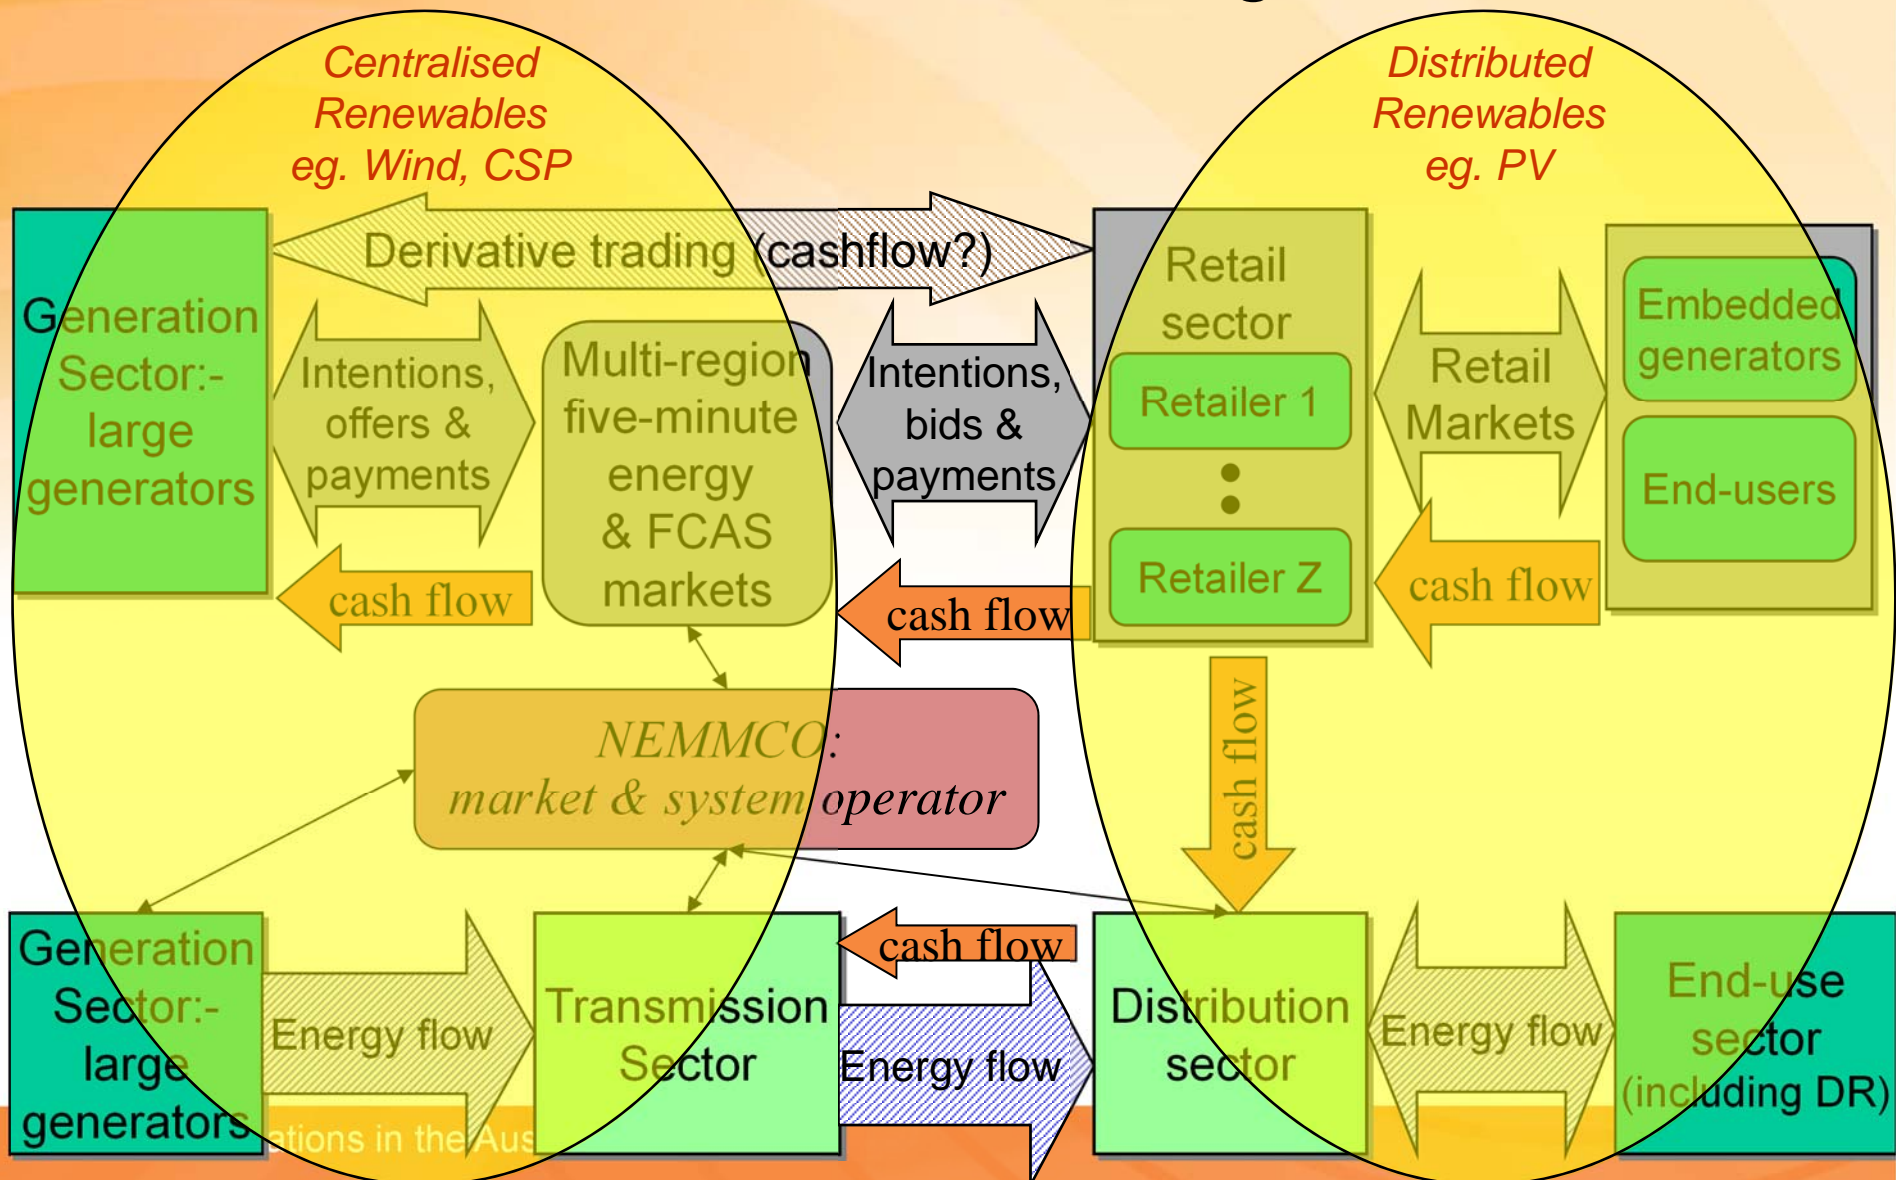 Centralised
Renewables
eg. Wind, CSP
Distributed
Renewables
eg. PV
Derivative trading (cashflow?)
Generation
Sector:-
large
generators
Intentions,
offers &
payments
Multi-region
five-minute
energy
& FCAS
markets
Intentions,
bids &
payments
Retail
sector
Retailer 1
Retailer Z
Retail
Markets
Embedded
generators
End-users
cash flow
cash flow
cash flow
cash flow
NEMMCO:
market & system operator
Generation
Sector:-
large
generators
Energy flow
Transmission
Sector
cash flow
Energy flow
Distribution
sector
Energy flow
End-use
sector
(including DR)
in the